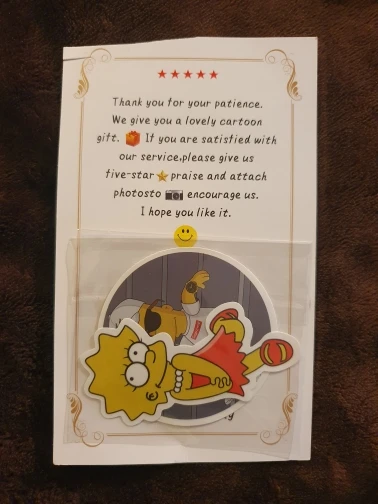 Thank you for your patience.
We give you a lovely cartoon
gift. If you are satisfied with
our service,please give us
five-star praise and attach
photosto encourage us.
I hope you like it.